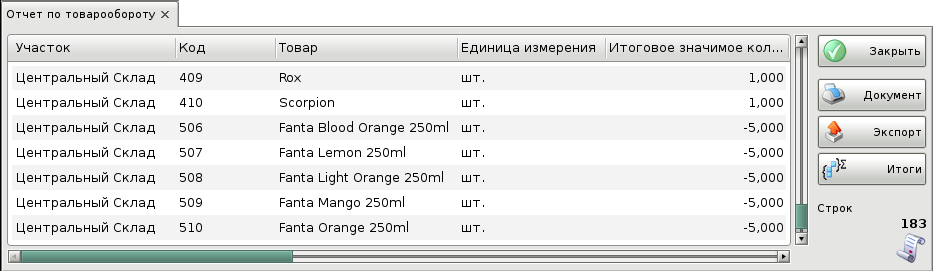 Отчет по товарообороту
Участок Код Товар Единица измерения Итоговое значимое кол...
Центральный Склад 409 Rox шт. 1,000
Центральный Склад 410 Scorpion шт. 1,000
Центральный Склад 506 Fanta Blood Orange 250ml шт. -5,000
Центральный Склад 507 Fanta Lemon 250ml шт. -5,000
Центральный Склад 508 Fanta Light Orange 250ml шт. -5,000
Центральный Склад 509 Fanta Mango 250ml шт. -5,000
Центральный Склад 510 Fanta Orange 250ml шт. -5,000
Закрыть
Документ
Экспорт
Итоги
Строк
183